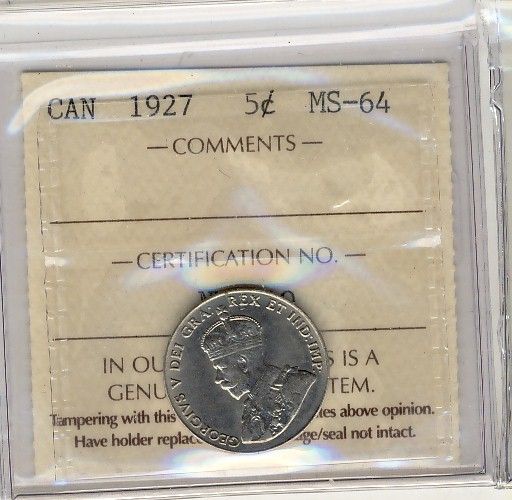 CAN 1927 5¢ MS-64
— COMMENTS —
— CERTIFICATION NO. —
IN OU S IS A
GENU TEM.
Tampering with this tes above opinion.
Have holder replac ge/seal not intact.
GEORGIVS V DEI GRA: REX ET IND: IMP: